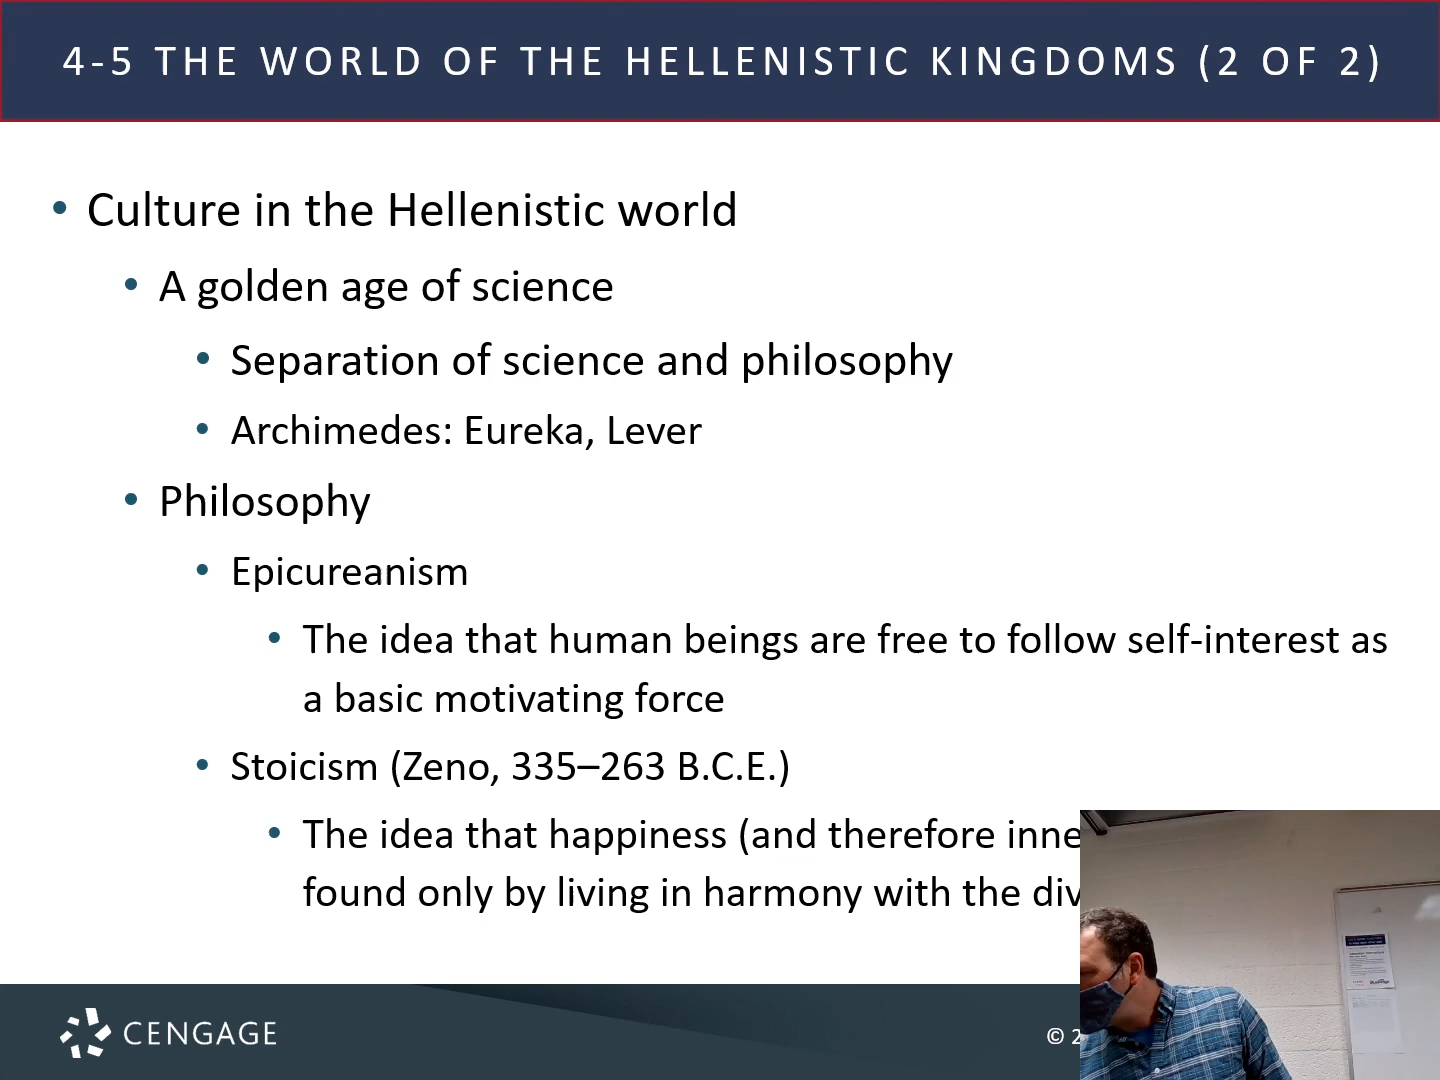 4-5 THE WORLD OF THE HELLENISTIC KINGDOMS (2 OF 2)
• Culture in the Hellenistic world
• A golden age of science
• Separation of science and philosophy
• Archimedes: Eureka, Lever
• Philosophy
• Epicureanism
• The idea that human beings are free to follow self-interest as
a basic motivating force
• Stoicism (Zeno, 335–263 B.C.E.)
• The idea that happiness (and therefore inne
found only by living in harmony with the div
CENGAGE
© 2